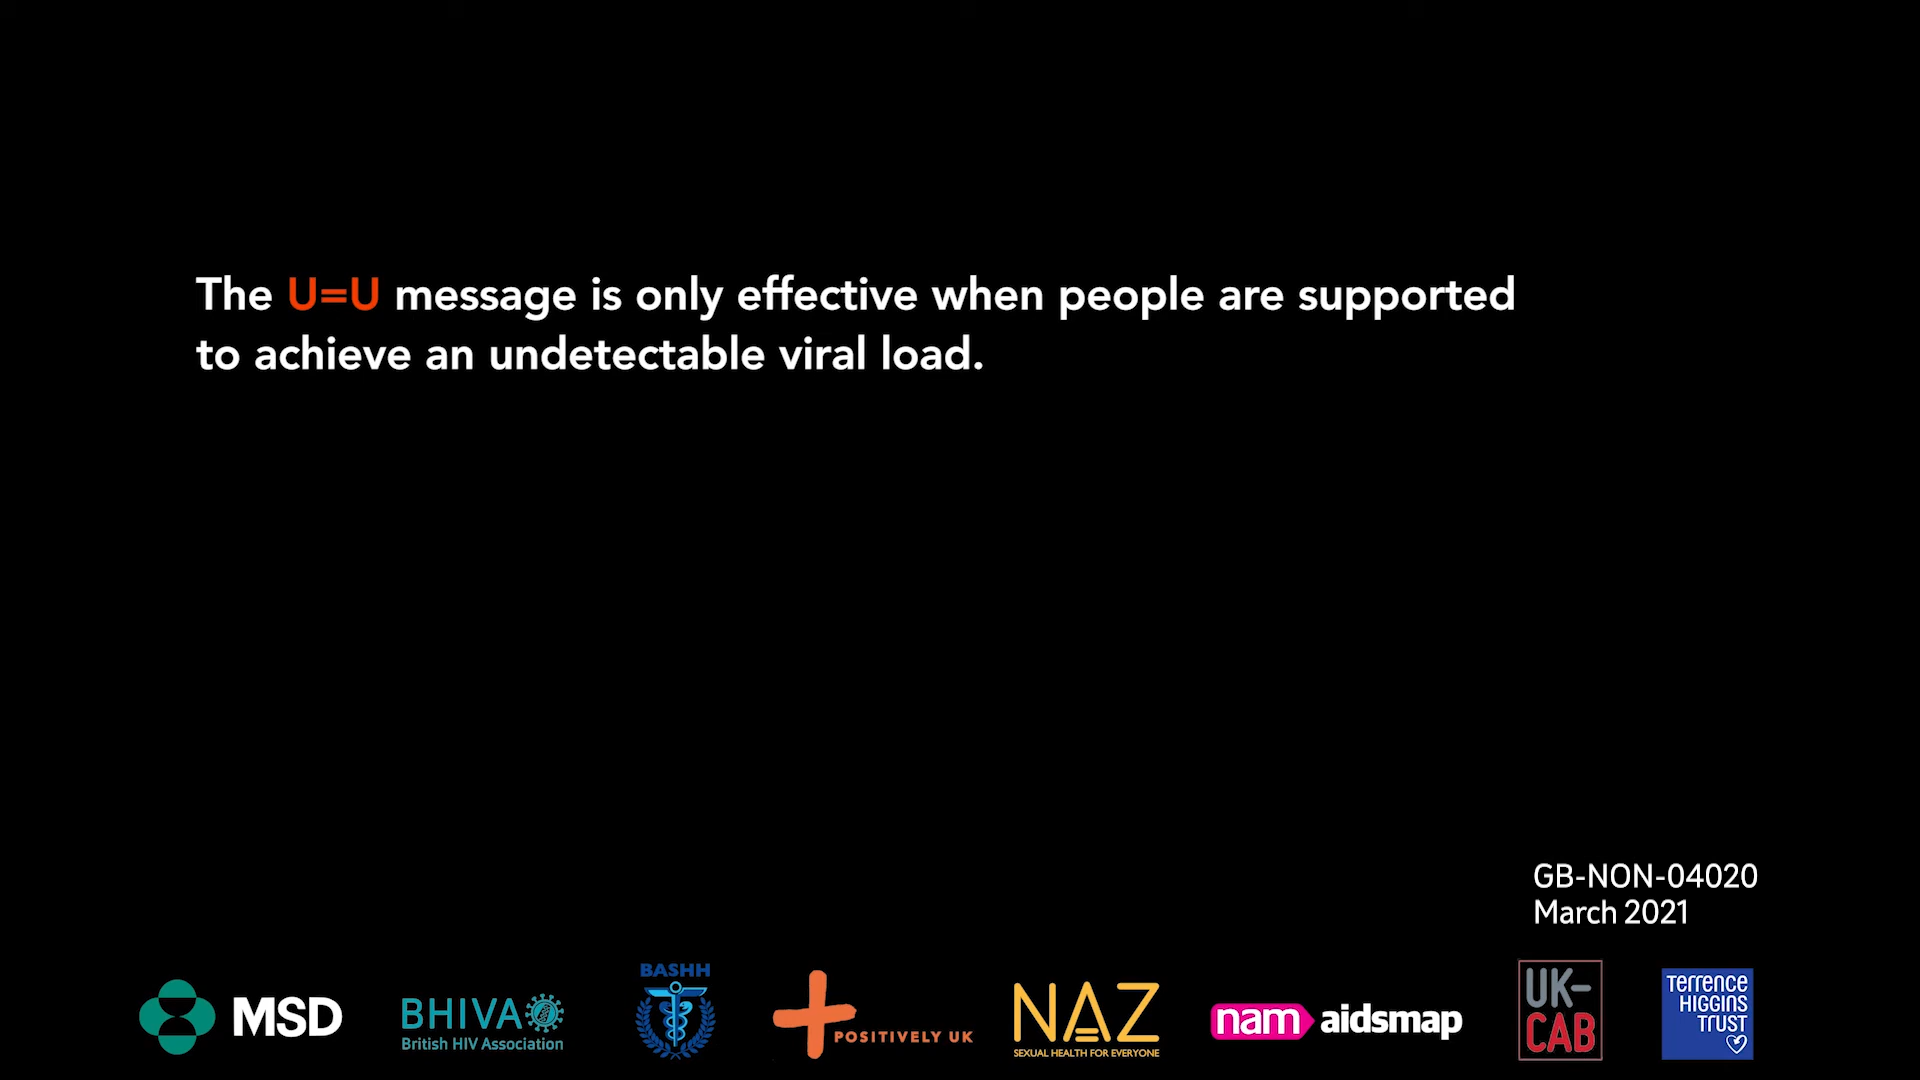 The U=U message is only effective when people are supported
to achieve an undetectable viral load.
GB-NON-04020
March 2021
MSD
BHIVA
British HIV Association
BASHH
POSITIVELY UK
NAZ
SEXUAL HEALTH FOR EVERYONE
nam aidsmap
UK-
CAB
Terrence
HIGGINS
TRUST